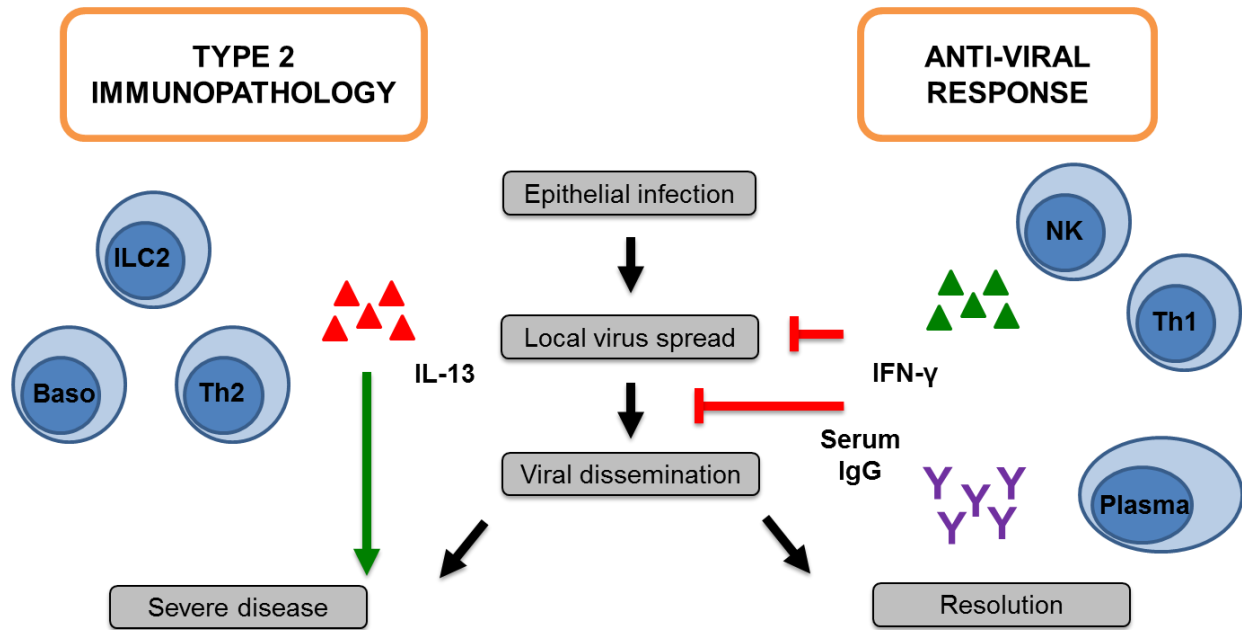 TYPE 2
IMMUNOPATHOLOGY
ANTI-VIRAL
RESPONSE
Epithelial infection
ILC2
NK
Local virus spread
Th1
IL-13
IFN-γ
Baso
Th2
Serum
IgG
Viral dissemination
Plasma
Severe disease
Resolution